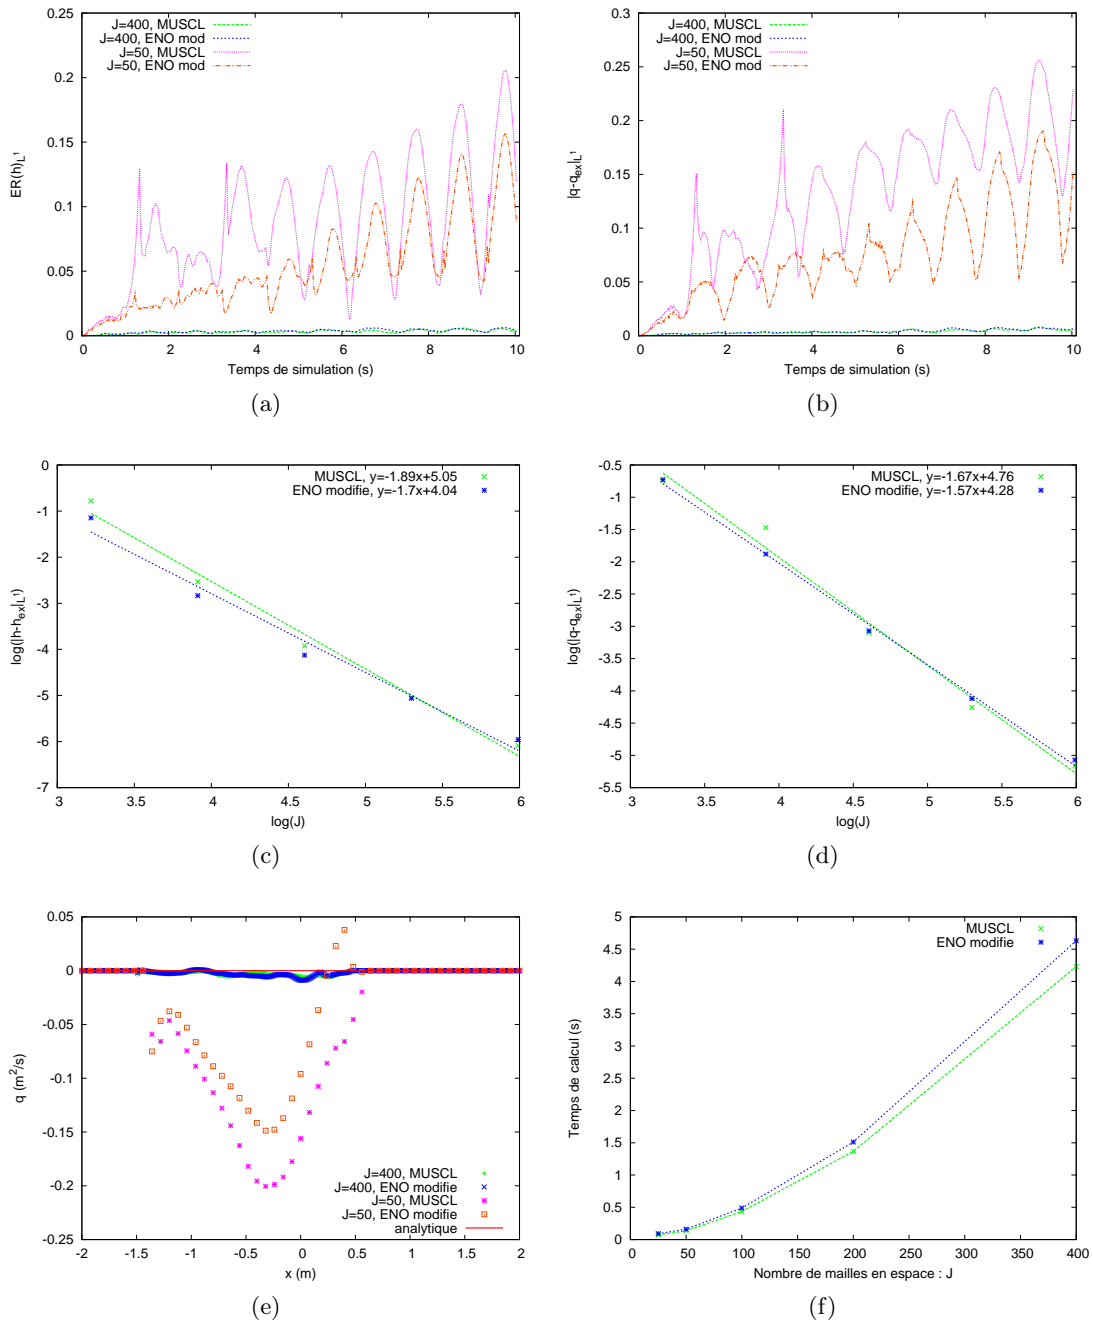 J=400, MUSCL
J=400, ENO mod
J=50, MUSCL
J=50, ENO mod
0.25
0.2
0.15
0.1
0.05
0
ER(h)L¹
0 2 4 6 8 10
Temps de simulation (s)
(a)
J=400, MUSCL
J=400, ENO mod
J=50, MUSCL
J=50, ENO mod
0.3
0.25
0.2
0.15
0.1
0.05
0
|q-qex|L¹
0 2 4 6 8 10
Temps de simulation (s)
(b)
MUSCL, y=-1.89x+5.05
ENO modifie, y=-1.7x+4.04
0
-1
-2
-3
-4
-5
-6
-7
log(|h-hex|L¹)
3 3.5 4 4.5 5 5.5 6
log(J)
(c)
MUSCL, y=-1.67x+4.76
ENO modifie, y=-1.57x+4.28
-0.5
-1
-1.5
-2
-2.5
-3
-3.5
-4
-4.5
-5
-5.5
log(|q-qex|L¹)
3 3.5 4 4.5 5 5.5 6
log(J)
(d)
0.05
0
-0.05
-0.1
-0.15
-0.2
-0.25
q (m²/s)
J=400, MUSCL
J=400, ENO modifie
J=50, MUSCL
J=50, ENO modifie
analytique
-2 -1.5 -1 -0.5 0 0.5 1 1.5 2
x (m)
(e)
MUSCL
ENO modifie
5
4.5
4
3.5
3
2.5
2
1.5
1
0.5
0
Temps de calcul (s)
0 50 100 150 200 250 300 350 400
Nombre de mailles en espace : J
(f)